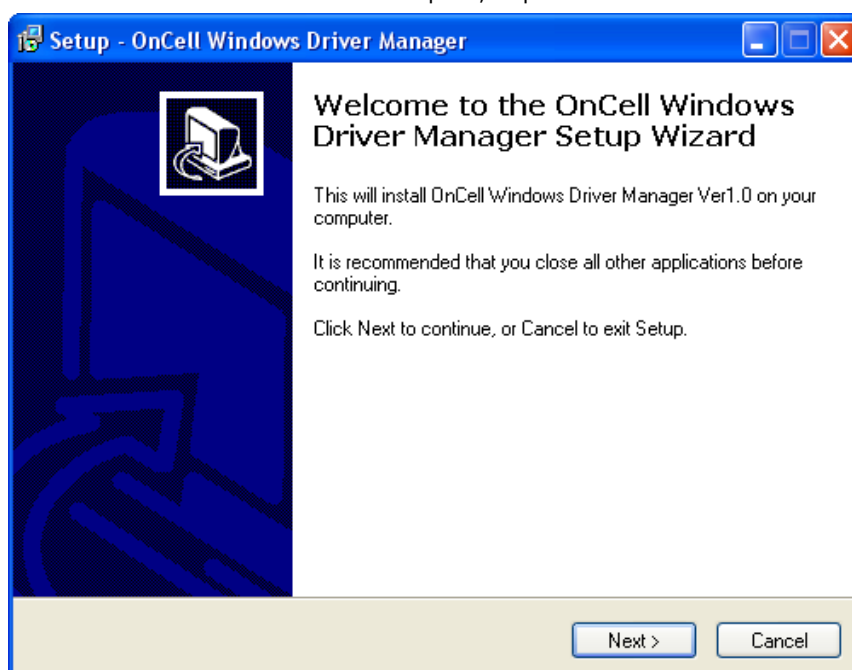 Setup - OnCell Windows Driver Manager
Welcome to the OnCell Windows
Driver Manager Setup Wizard
This will install OnCell Windows Driver Manager Ver1.0 on your
computer.
It is recommended that you close all other applications before
continuing.
Click Next to continue, or Cancel to exit Setup.
Next >
Cancel